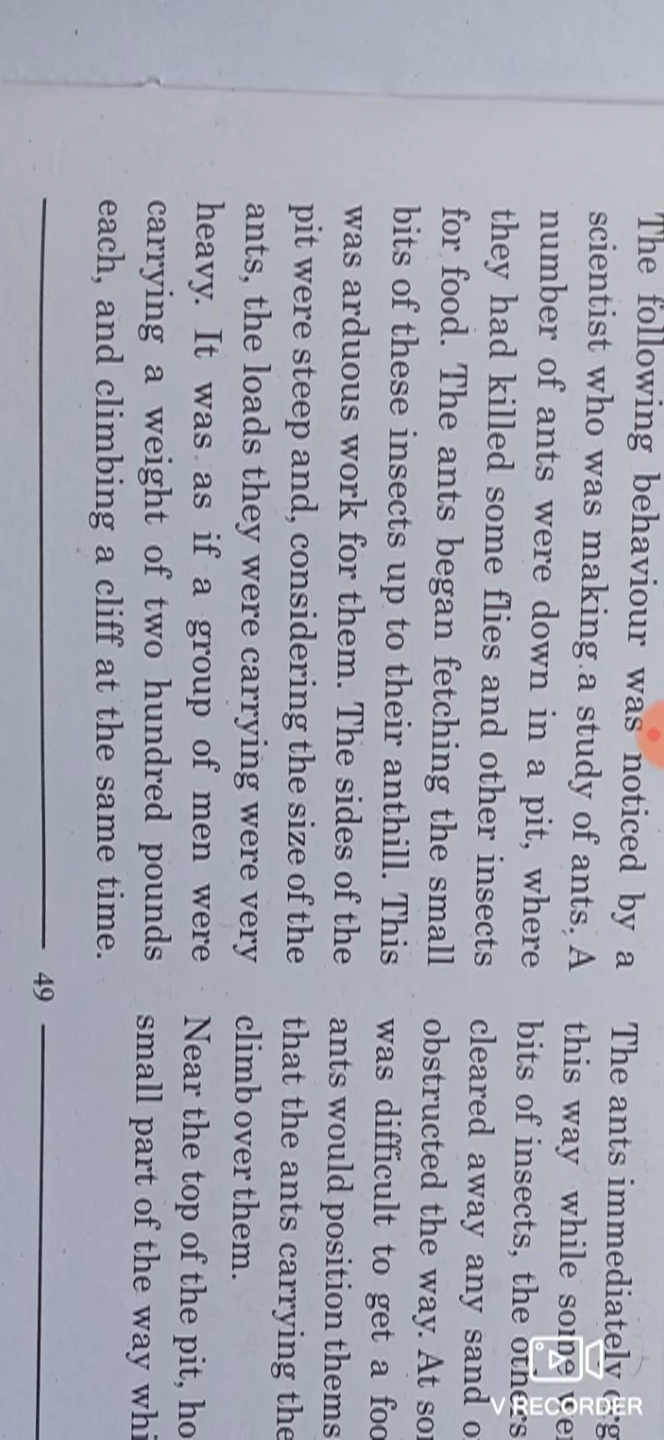 The following behaviour was noticed by a
scientist who was making a study of ants. A
number of ants were down in a pit, where
they had killed some flies and other insects
for food. The ants began fetching the small
bits of these insects up to their anthill. This
was arduous work for them. The sides of the
pit were steep and, considering the size of the
ants, the loads they were carrying were very
heavy. It was as if a group of men were
carrying a weight of two hundred pounds
each, and climbing a cliff at the same time.
49
The ants immediately
this way while some
bits of insects, the others
cleared away any sand
obstructed the way. At
was difficult to get a
ants would position
that the ants carrying the
climb over them.
Near the top of the pit,
small part of the way
V RECORDER